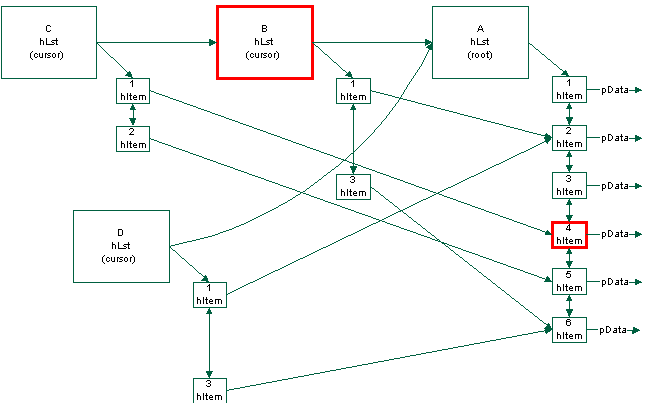 C
hLst
(cursor)
B
hLst
(cursor)
A
hLst
(root)
1
hItem
2
hItem
1
hItem
3
hItem
1
hItem
pData
2
hItem
pData
3
hItem
pData
4
hItem
pData
5
hItem
pData
6
hItem
pData
D
hLst
(cursor)
1
hItem
3
hItem